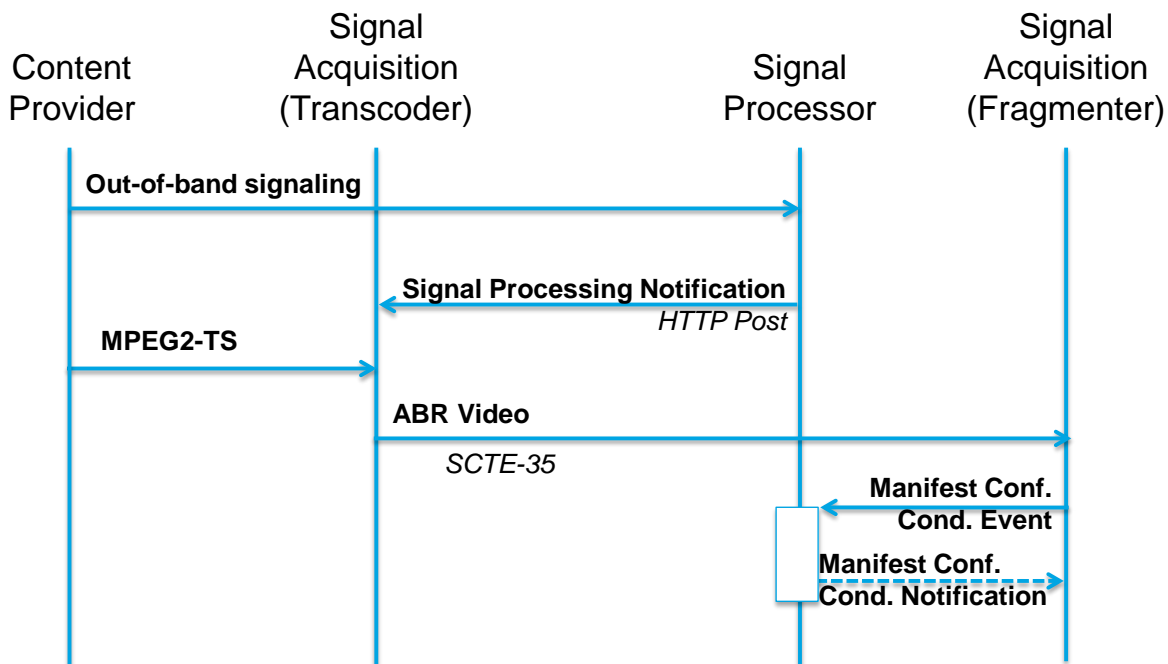 Content
Provider
Signal
Acquisition
(Transcoder)
Signal
Processor
Signal
Acquisition
(Fragmenter)
Out-of-band signaling
Signal Processing Notification
HTTP Post
MPEG2-TS
ABR Video
SCTE-35
Manifest Conf.
Cond. Event
Manifest Conf.
Cond. Notification